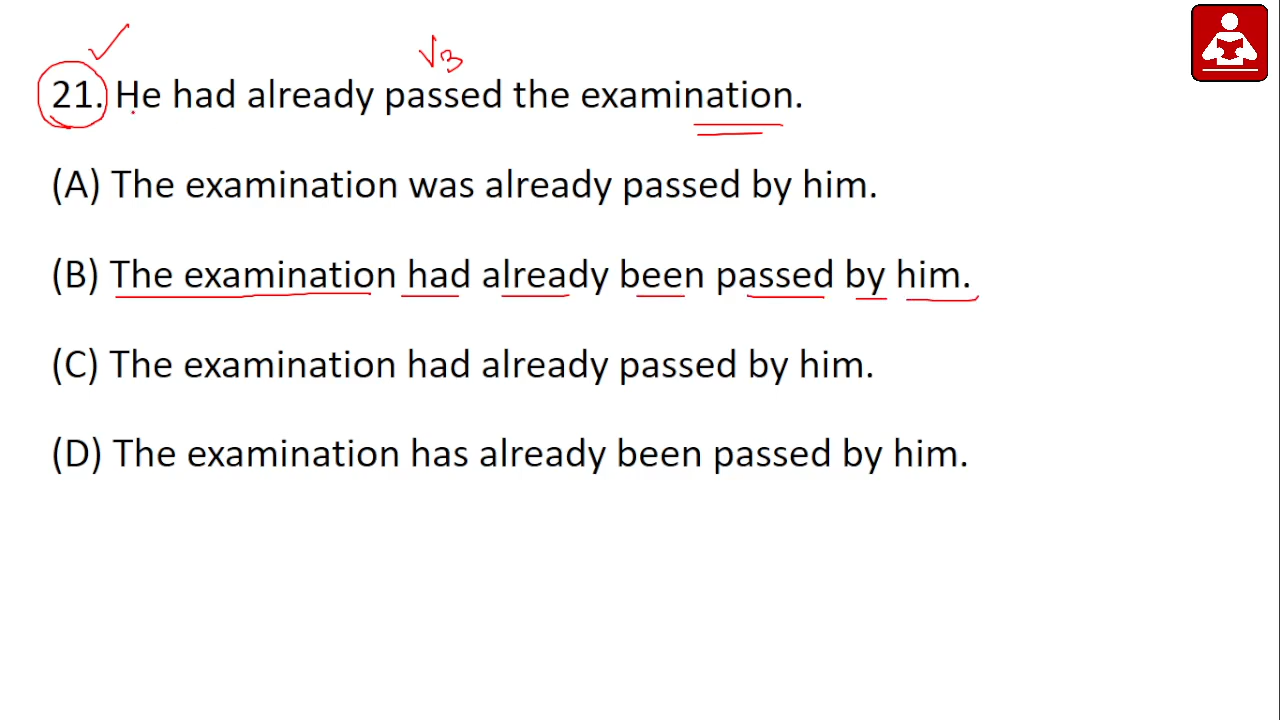 V3
21. He had already passed the examination.
(A) The examination was already passed by him.
(B) The examination had already been passed by him.
(C) The examination had already passed by him.
(D) The examination has already been passed by him.